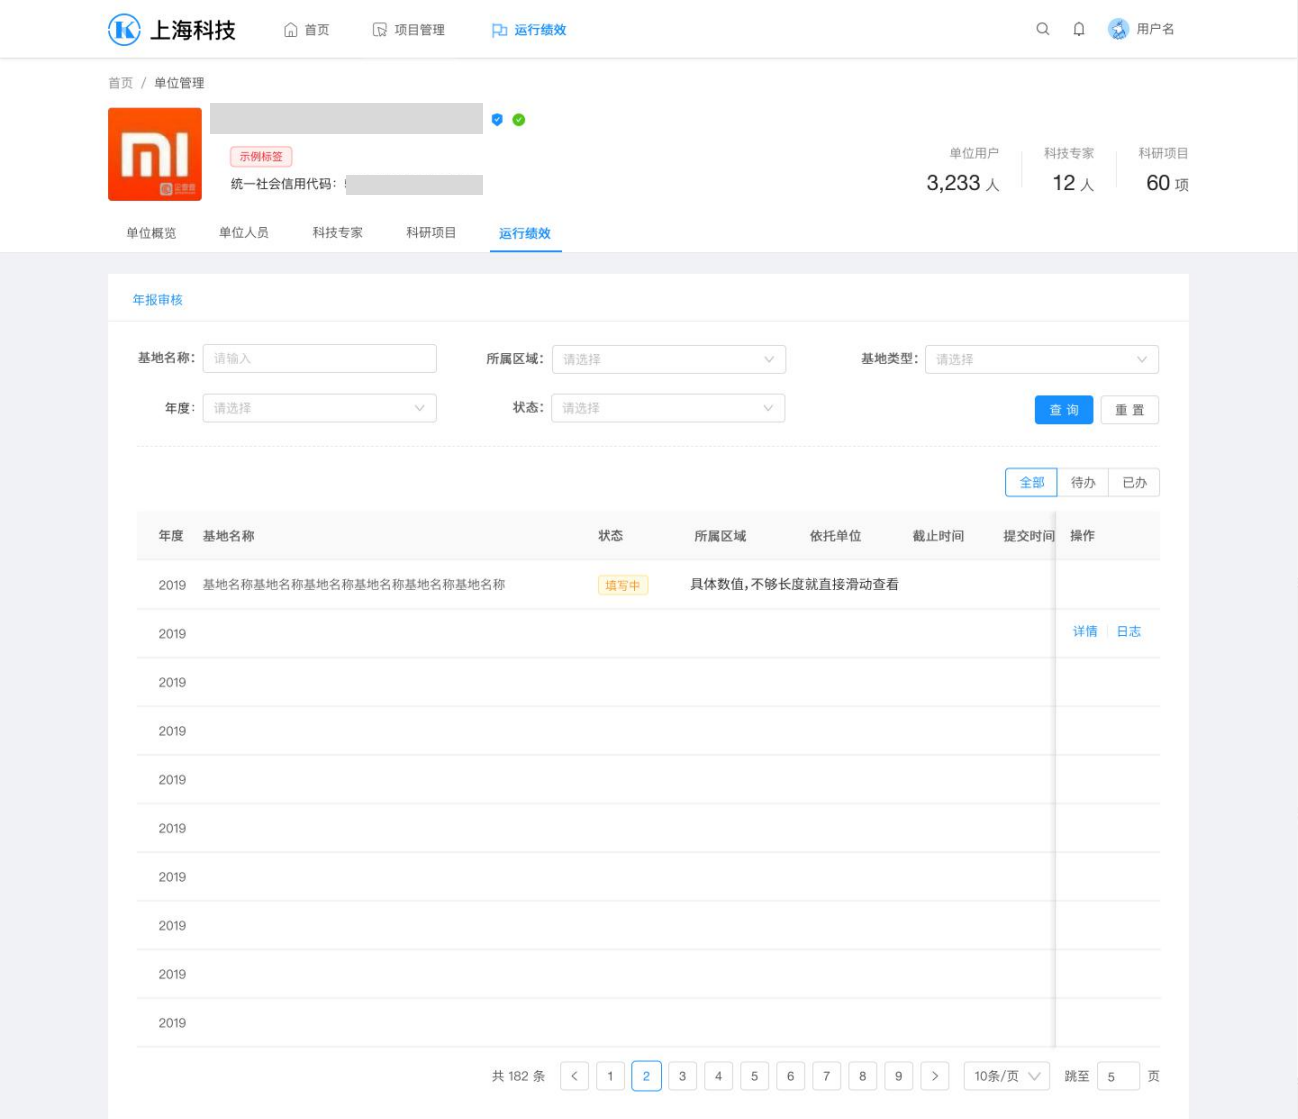 上海科技 首页 项目管理 运行绩效 用户名
首页 / 单位管理
示例标签
统一社会信用代码：
单位用户 科技专家 科研项目
3,233 人 12 人 60 项
单位概览 单位人员 科技专家 科研项目 运行绩效
年报审核
基地名称： 请输入 所属区域： 请选择 基地类型： 请选择
年度： 请选择 状态： 请选择 查 询 重 置
全部 待办 已办
年度 基地名称 状态 所属区域 依托单位 截止时间 提交时间 操作
2019 基地名称基地名称基地名称基地名称基地名称基地名称 填写中 具体数值，不够长度就直接滑动查看
2019 详情 日志
2019
2019
2019
2019
2019
2019
2019
2019
共 182 条 < 1 2 3 4 5 6 7 8 9 > 10条/页 跳至 5 页